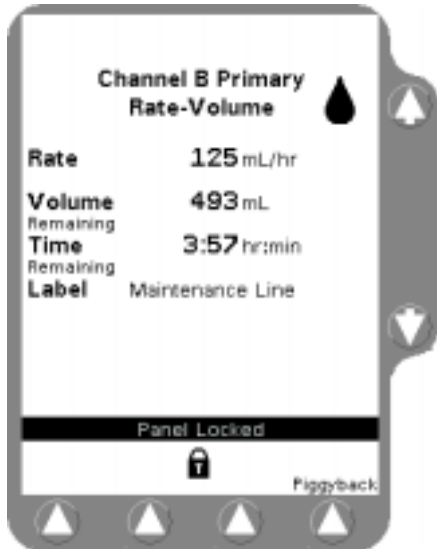 Channel B Primary
Rate-Volume
Rate 125 mL/hr
Volume 493 mL
Remaining
Time 3:57 hr:min
Remaining
Label Maintenance Line
Panel Locked
Piggyback